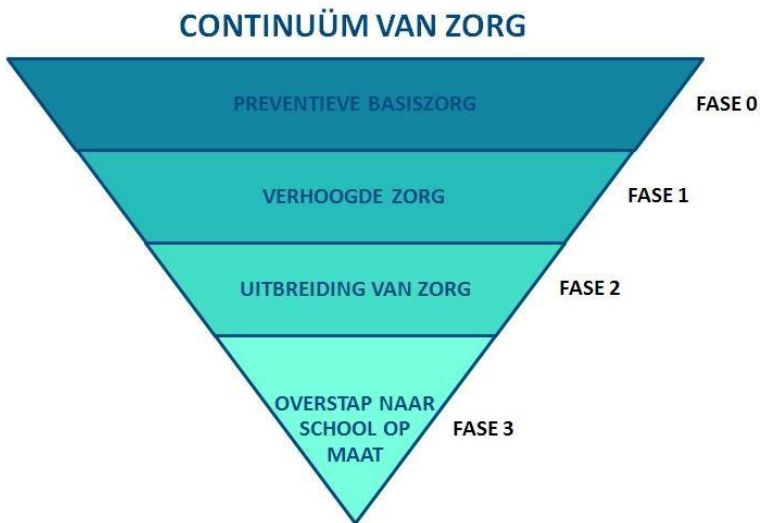 CONTINUÜM VAN ZORG
PREVENTIEVE BASISZORG
FASE 0
VERHOOGDE ZORG
FASE 1
UITBREIDING VAN ZORG
FASE 2
OVERSTAP NAAR
SCHOOL OP
MAAT
FASE 3